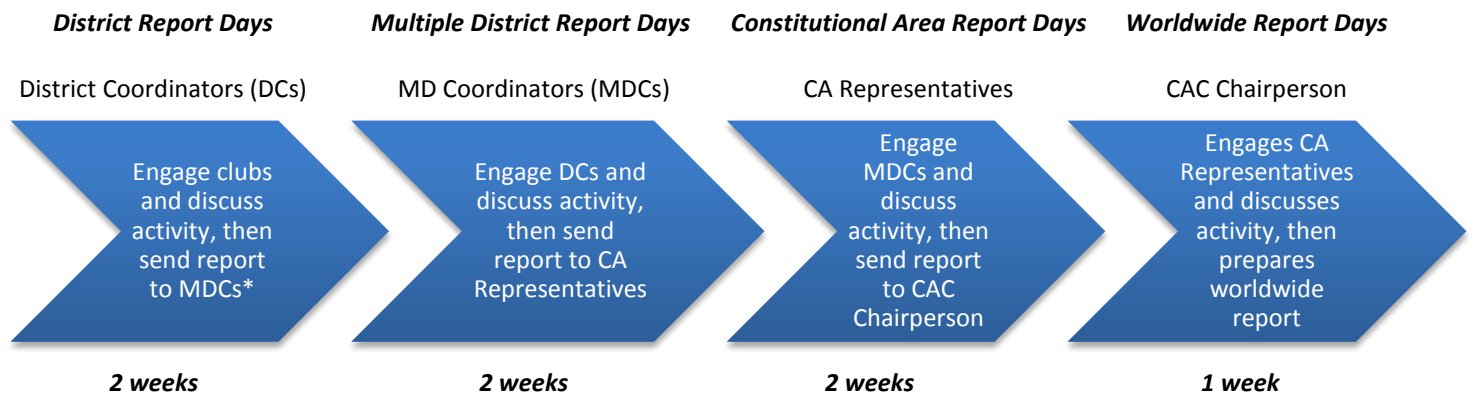 District Report Days
Multiple District Report Days
Constitutional Area Report Days
Worldwide Report Days
District Coordinators (DCs)
MD Coordinators (MDCs)
CA Representatives
CAC Chairperson
Engage clubs
and discuss
activity, then
send report
to MDCs*
Engage DCs and
discuss activity,
then send
report to CA
Representatives
Engage
MDCs and
discuss
activity, then
send report
to CAC
Chairperson
Engages CA
Representatives
and discusses
activity, then
prepares
worldwide
report
2 weeks
2 weeks
2 weeks
1 week